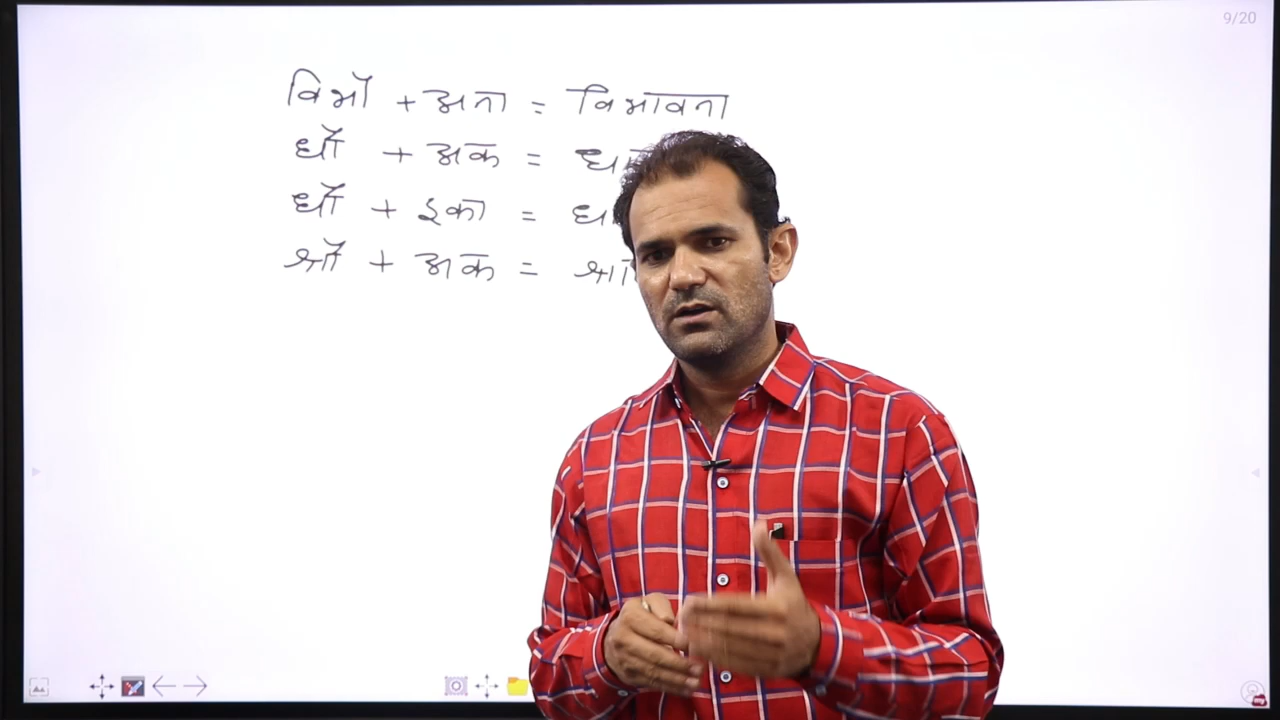 9/20
विभौ + अना = विभावना
धौ + अक = धा
धौ + इका = धा
श्रौ + अक = श्रा